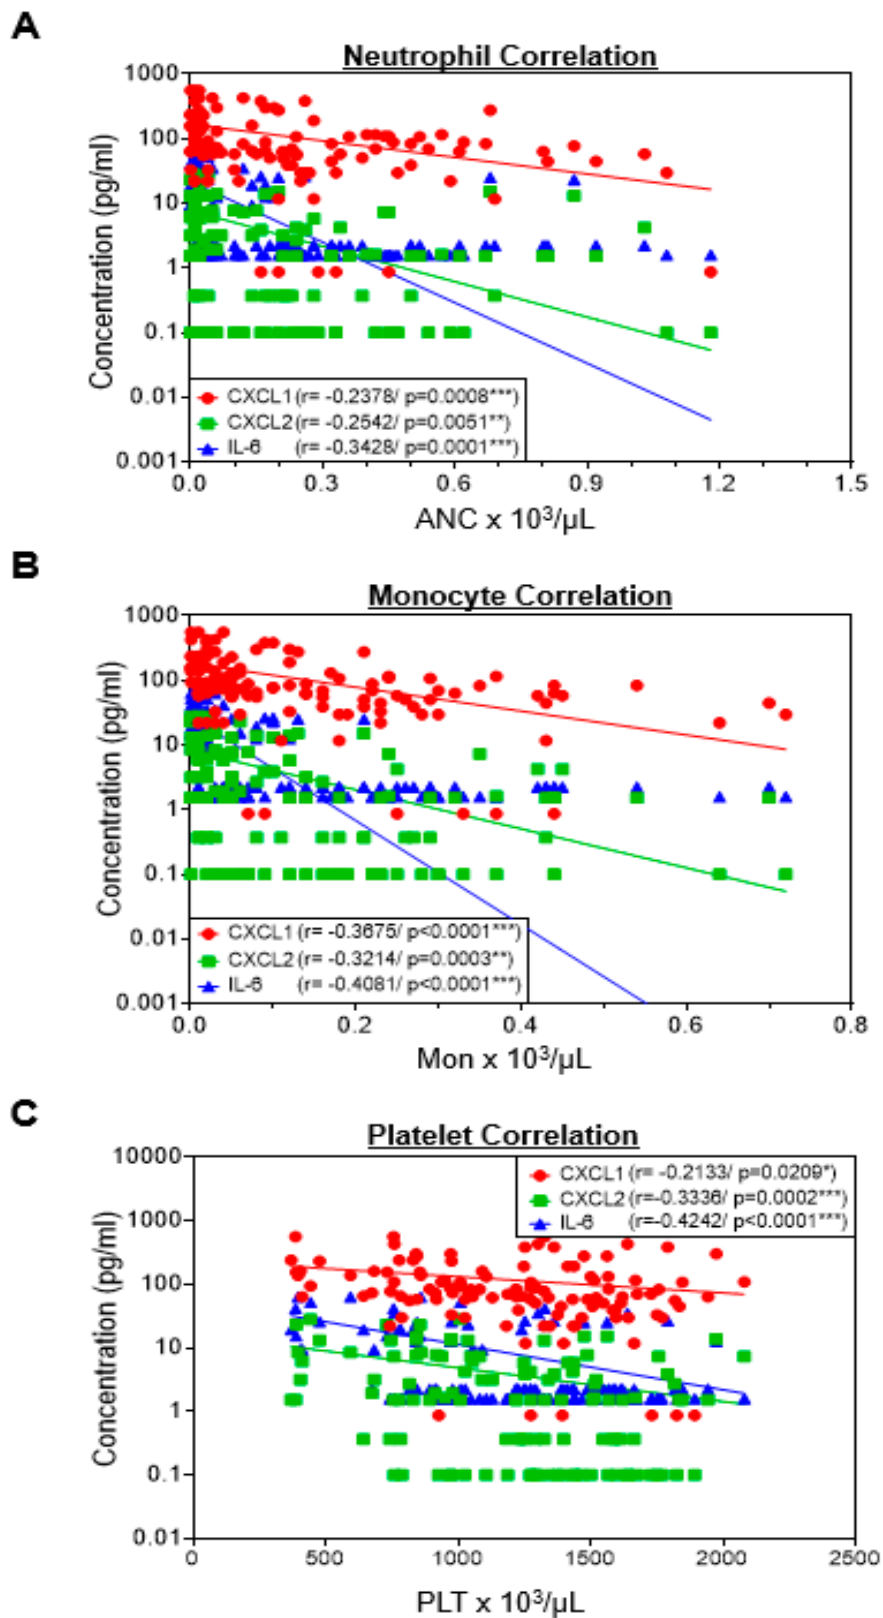 A
Neutrophil Correlation
1000
100
10
1
0.1
0.01
0.001
Concentration (pg/ml)
CXCL1 (r= -0.2378/ p=0.0008***)
CXCL2 (r= -0.2542/ p=0.0051**)
IL-6 (r= -0.3428/ p=0.0001***)
0.0 0.3 0.6 0.9 1.2 1.5
ANC x 10³/µL
B
Monocyte Correlation
1000
100
10
1
0.1
0.01
0.001
Concentration (pg/ml)
CXCL1 (r= -0.3675/ p<0.0001***)
CXCL2 (r= -0.3214/ p=0.0003**)
IL-6 (r= -0.4081/ p<0.0001***)
0.0 0.2 0.4 0.6 0.8
Mon x 10³/µL
C
Platelet Correlation
10000
1000
100
10
1
0.1
0.01
Concentration (pg/ml)
CXCL1 (r= -0.2133/ p=0.0209*)
CXCL2 (r=-0.3336/ p=0.0002***)
IL-6 (r=-0.4242/ p<0.0001***)
0 500 1000 1500 2000 2500
PLT x 10³/µL